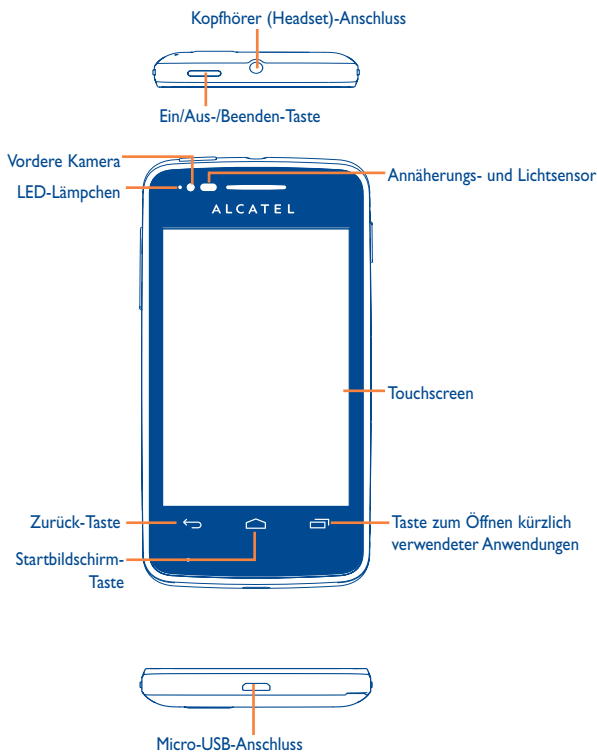 Kopfhörer (Headset)-Anschluss
Ein/Aus-/Beenden-Taste
Vordere Kamera
LED-Lämpchen
Annäherungs- und Lichtsensor
ALCATEL
Touchscreen
Zurück-Taste
Startbildschirm-
Taste
Taste zum Öffnen kürzlich
verwendeter Anwendungen
Micro-USB-Anschluss